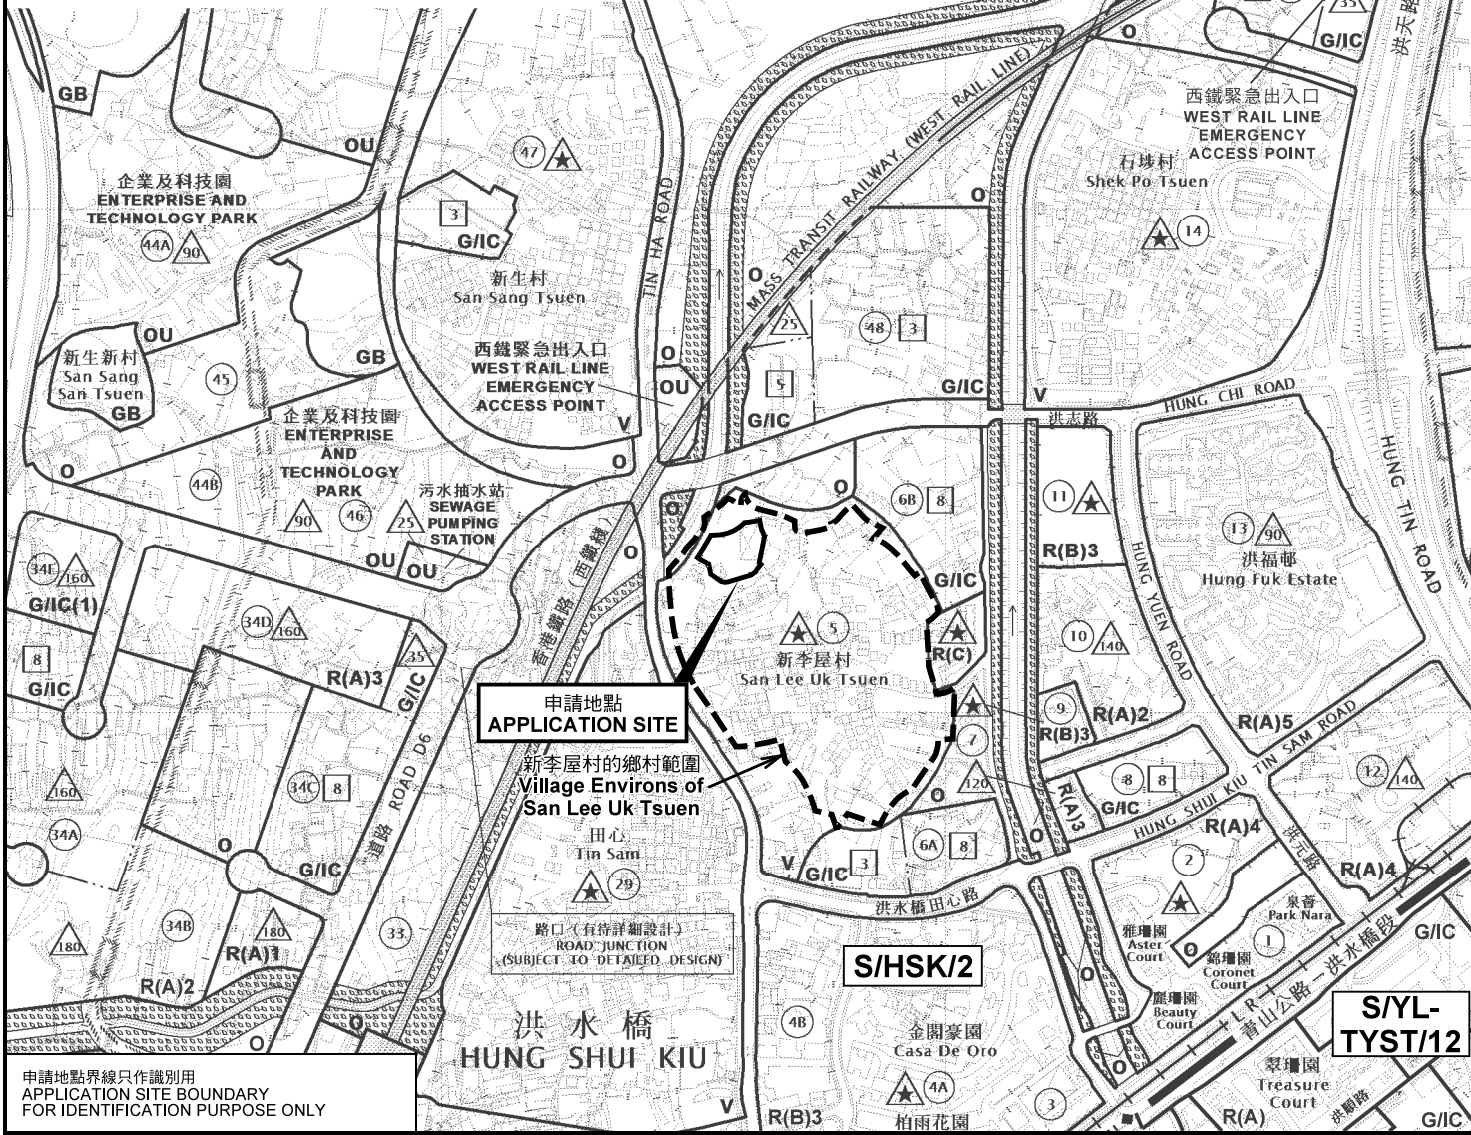 GB
OU
企業及科技園
ENTERPRISE AND
TECHNOLOGY PARK
44A
90
47
3
G/IC
新生村
San Sang Tsuen
TIN HA ROAD
MASS TRANSIT RAILWAY (WEST RAIL LINE)
O
35
G/IC
洪天路
西鐵緊急出入口
WEST RAIL LINE
EMERGENCY
ACCESS POINT
石埗村
Shek Po Tsuen
14
O
O
25
48
3
5
G/IC
G/IC
V
OU
新生新村
San Sang
San Tsuen
GB
45
GB
西鐵緊急出入口
WEST RAIL LINE
EMERGENCY
ACCESS POINT
O
OU
V
O
企業及科技園
ENTERPRISE
AND
TECHNOLOGY
PARK
90
46
O
44B
污水抽水站
SEWAGE
PUMPING
STATION
25
OU
OU
HUNG CHI ROAD
洪志路
HUNG TIN ROAD
11
R(B)3
13
90
洪福邨
Hung Fuk Estate
HUNG YUEN ROAD
6B
8
O
O
O
G/IC
香港鐵路（西鐵綫）
34E
160
G/IC(1)
8
G/IC
34D
160
R(A)3
35
G/IC
道路 ROAD D6
申請地點
APPLICATION SITE
5
新李屋村
San Lee Uk Tsuen
R(C)
10
140
9
R(B)3
R(A)2
R(A)5
7
120
R(A)3
8
8
G/IC
HUNG SHUI KIU TIN SAM ROAD
12
140
新李屋村的鄉村範圍
Village Environs of
San Lee Uk Tsuen
田心
Tin Sam
29
160
34A
34C
8
O
G/IC
V
G/IC
3
O
6A
8
O
洪水橋田心路
R(A)4
2
洪元路
R(A)4
180
34B
180
R(A)1
R(A)2
33
路口（有待詳細設計）
ROAD JUNCTION
(SUBJECT TO DETAILED DESIGN)
S/HSK/2
雅珊園
Aster
Court
O
錦珊園
Coronet
Court
1
泉薈
Park Nara
G/IC
麗珊園
Beauty
Court
LR
青山公路－洪水橋段
S/YL-
TYST/12
O
O
O
洪水橋
HUNG SHUI KIU
4B
金閣豪園
Casa De Oro
4A
柏雨花園
V
R(B)3
3
O
翠珊園
Treasure
Court
R(A)
洪順路
G/IC
申請地點界線只作識別用
APPLICATION SITE BOUNDARY
FOR IDENTIFICATION PURPOSE ONLY